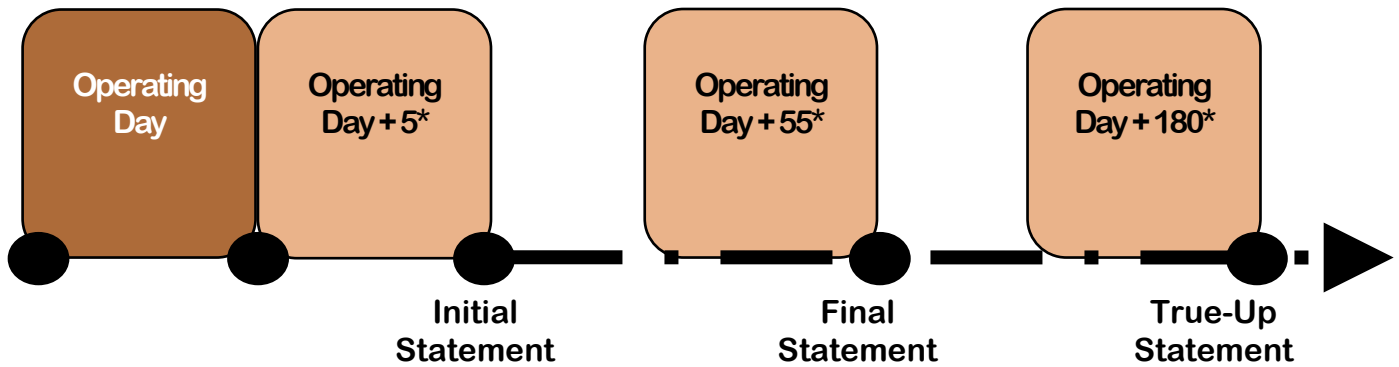 Operating
Day
Operating
Day + 5*
Operating
Day + 55*
Operating
Day + 180*
Initial
Statement
Final
Statement
True-Up
Statement